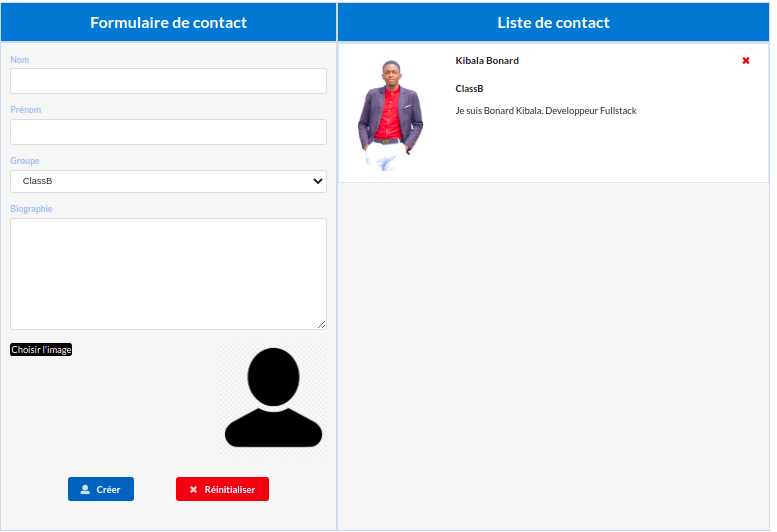 Formulaire de contact
Nom
Prénom
Groupe
ClassB
Biographie
Choisir l'image
Créer
Réinitialiser
Liste de contact
Kibala Bonard
ClassB
Je suis Bonard Kibala. Developpeur Fullstack